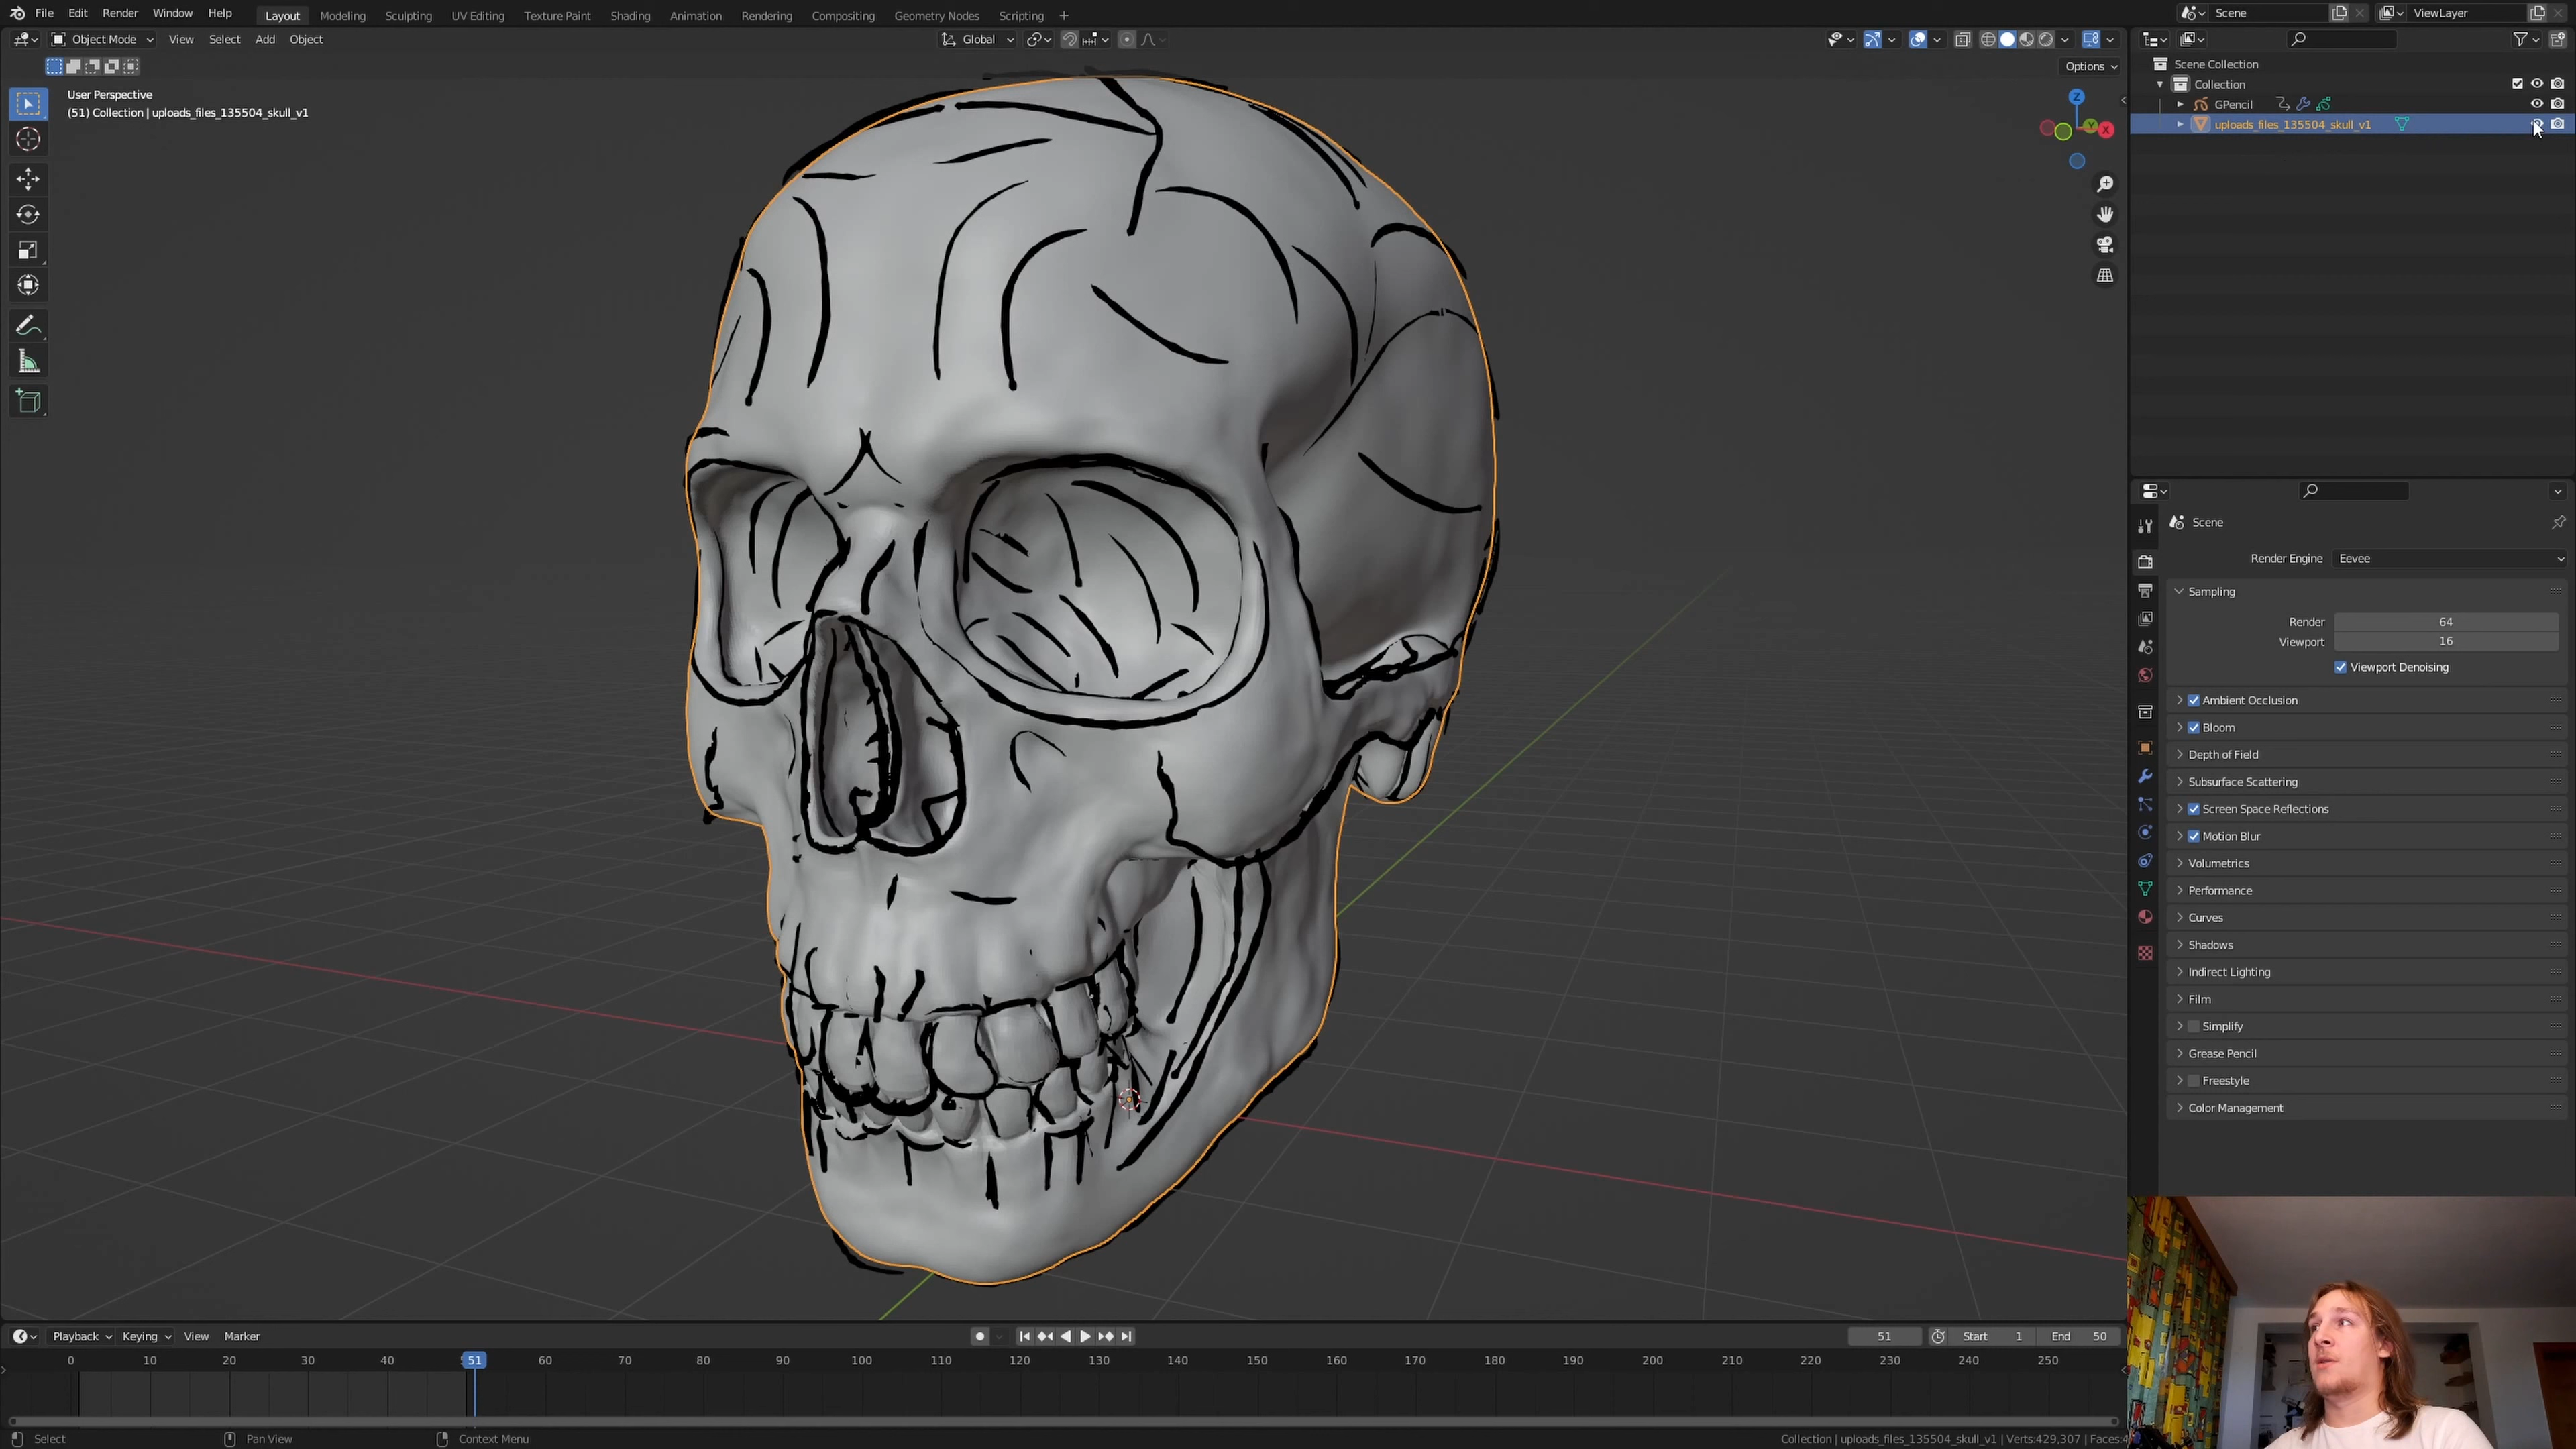 File Edit Render Window Help Layout Modeling Sculpting UV Editing Texture Paint Shading Animation Rendering Compositing Geometry Nodes Scripting + Scene ViewLayer
Object Mode View Select Add Object Global
Options
User Perspective
(51) Collection | uploads_files_135504_skull_v1
Z
Y
X
Scene Collection
Collection
GPencil
uploads_files_135504_skull_v1
Scene
Render Engine Eevee
Sampling
Render 64
Viewport 16
Viewport Denoising
Ambient Occlusion
Bloom
Depth of Field
Subsurface Scattering
Screen Space Reflections
Motion Blur
Volumetrics
Performance
Curves
Shadows
Indirect Lighting
Film
Simplify
Grease Pencil
Freestyle
Color Management
Playback Keying View Marker 51 Start 1 End 50
0 10 20 30 40 51 60 70 80 90 100 110 120 130 140 150 160 170 180 190 200 210 220 230 240 250
Select Pan View Context Menu Collection | uploads_files_135504_skull_v1 | Verts:429,307 | Faces:4